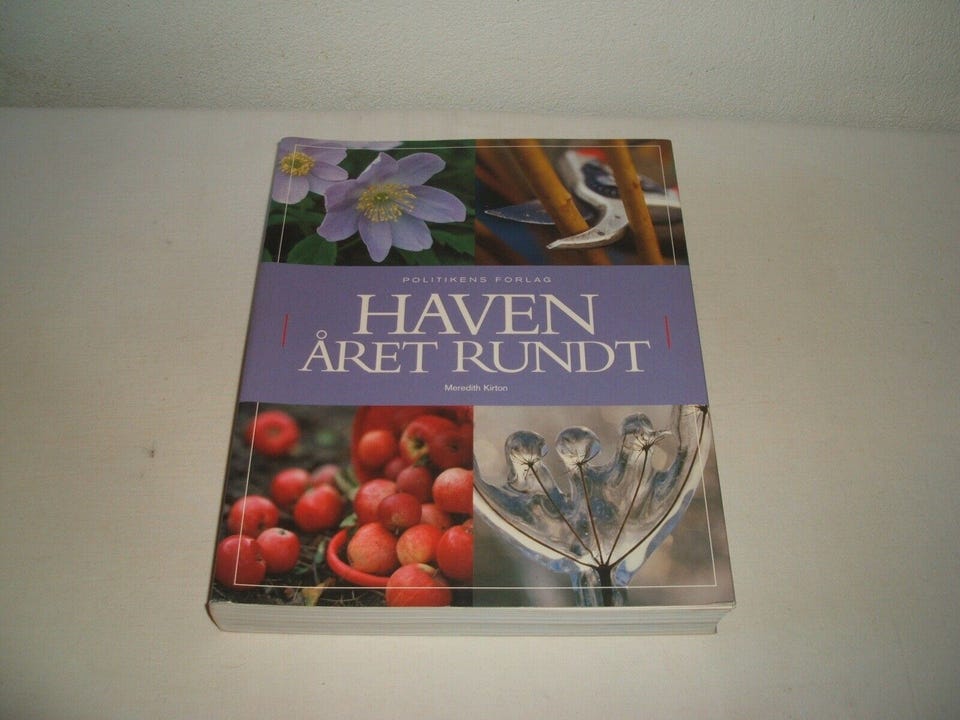 POLITIKENS FORLAG
HAVEN
ÅRET RUNDT
Meredith Kirton